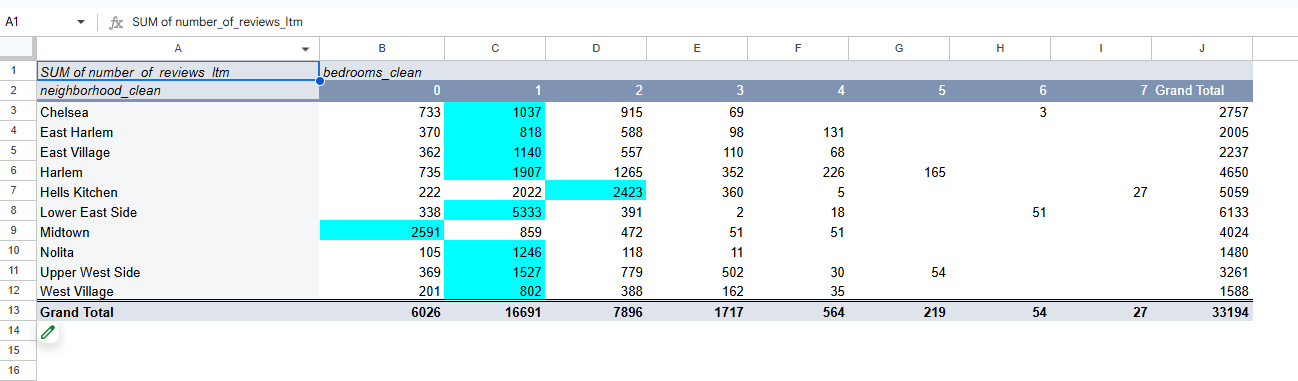 A1 fx SUM of number_of_reviews_ltm
A B C D E F G H I J
1 SUM of number_of_reviews_ltm bedrooms_clean
2 neighborhood_clean 0 1 2 3 4 5 6 7 Grand Total
3 Chelsea 733 1037 915 69 3 2757
4 East Harlem 370 818 588 98 131 2005
5 East Village 362 1140 557 110 68 2237
6 Harlem 735 1907 1265 352 226 165 4650
7 Hells Kitchen 222 2022 2423 360 5 27 5059
8 Lower East Side 338 5333 391 2 18 51 6133
9 Midtown 2591 859 472 51 51 4024
10 Nolita 105 1246 118 11 1480
11 Upper West Side 369 1527 779 502 30 54 3261
12 West Village 201 802 388 162 35 1588
13 Grand Total 6026 16691 7896 1717 564 219 54 27 33194
14
15
16